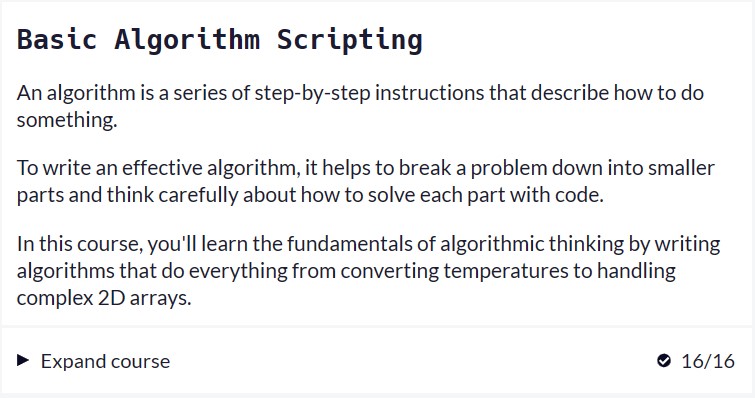 Basic Algorithm Scripting
An algorithm is a series of step-by-step instructions that describe how to do
something.
To write an effective algorithm, it helps to break a problem down into smaller
parts and think carefully about how to solve each part with code.
In this course, you'll learn the fundamentals of algorithmic thinking by writing
algorithms that do everything from converting temperatures to handling
complex 2D arrays.
Expand course 16/16